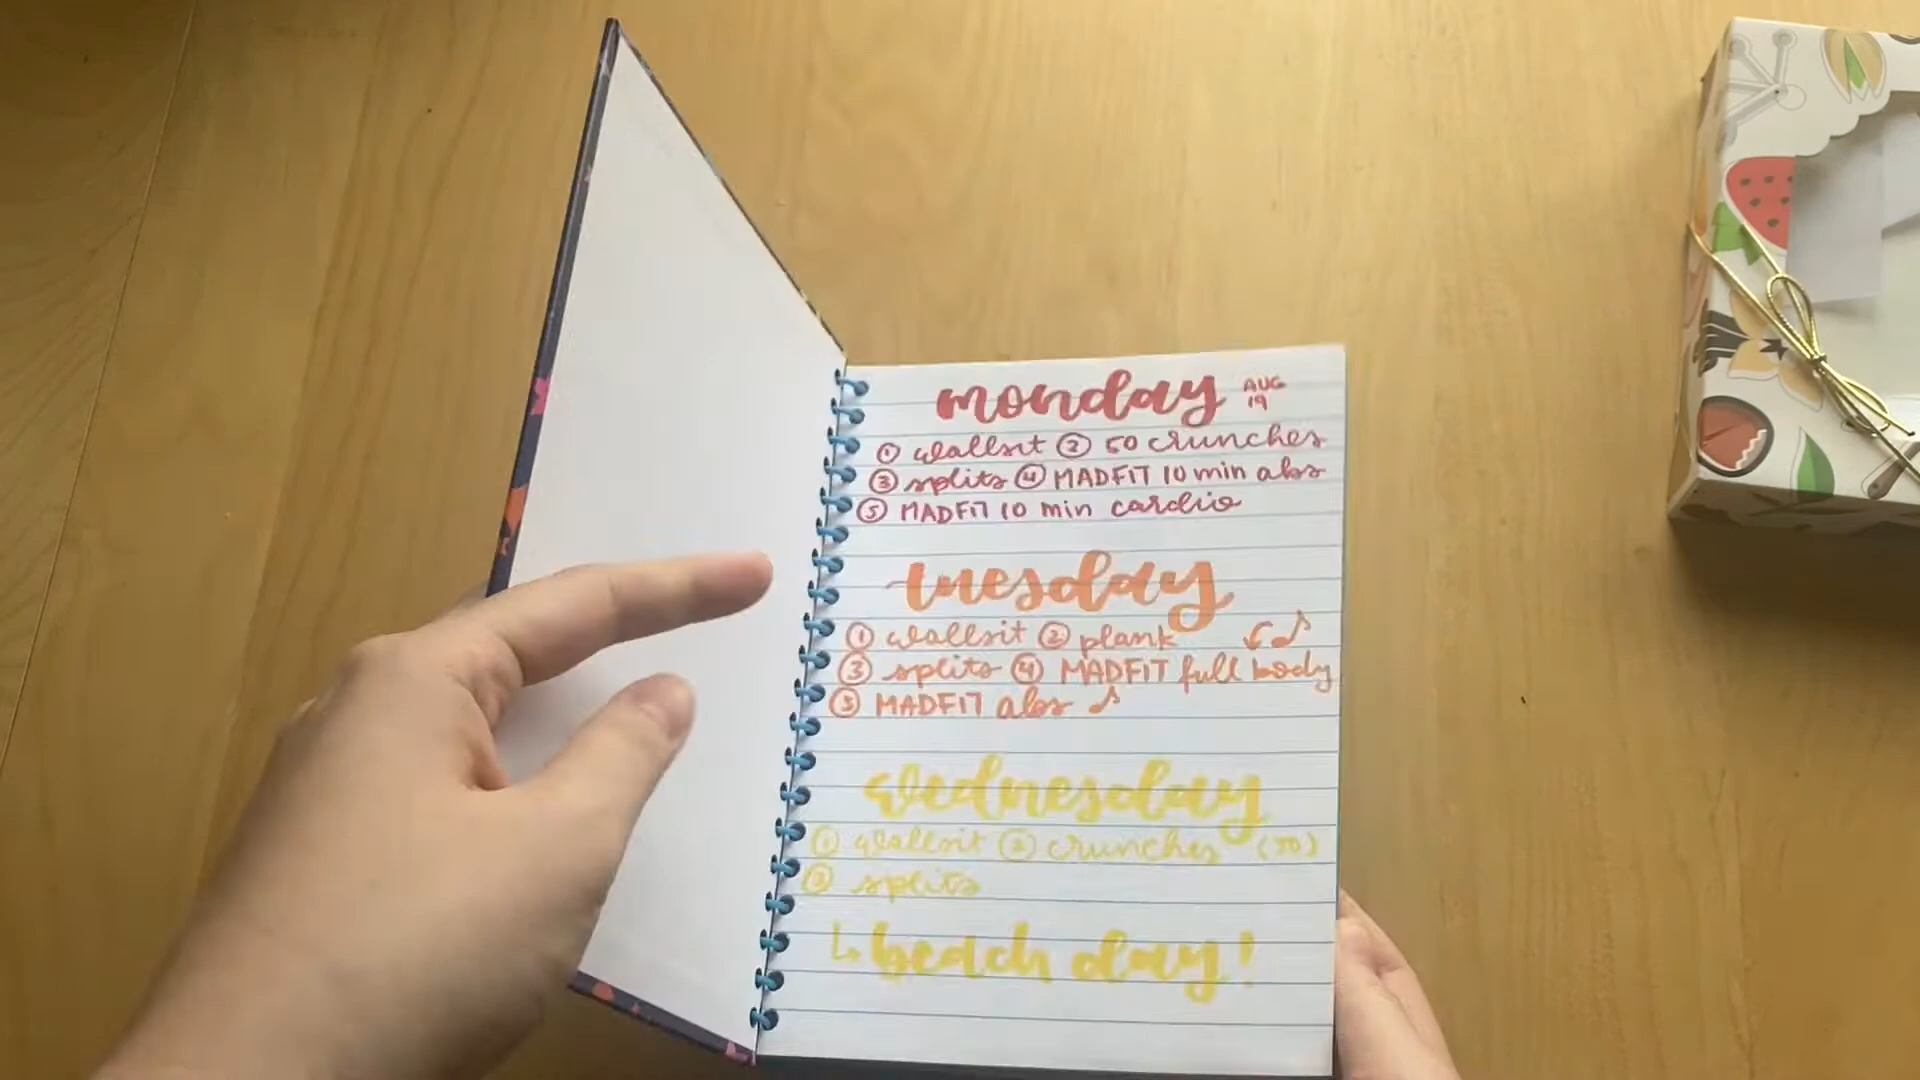 monday AUG 19
① wallsit ② 50 crunches
③ splits ④ MADFIT 10 min abs
⑤ MADFIT 10 min cardio
tuesday
① wallsit ② plank
③ splits ④ MADFIT full body
⑤ MADFIT abs ♪
Wednesday
① wallsit ② crunches (50)
③ splits
↳ beach day!